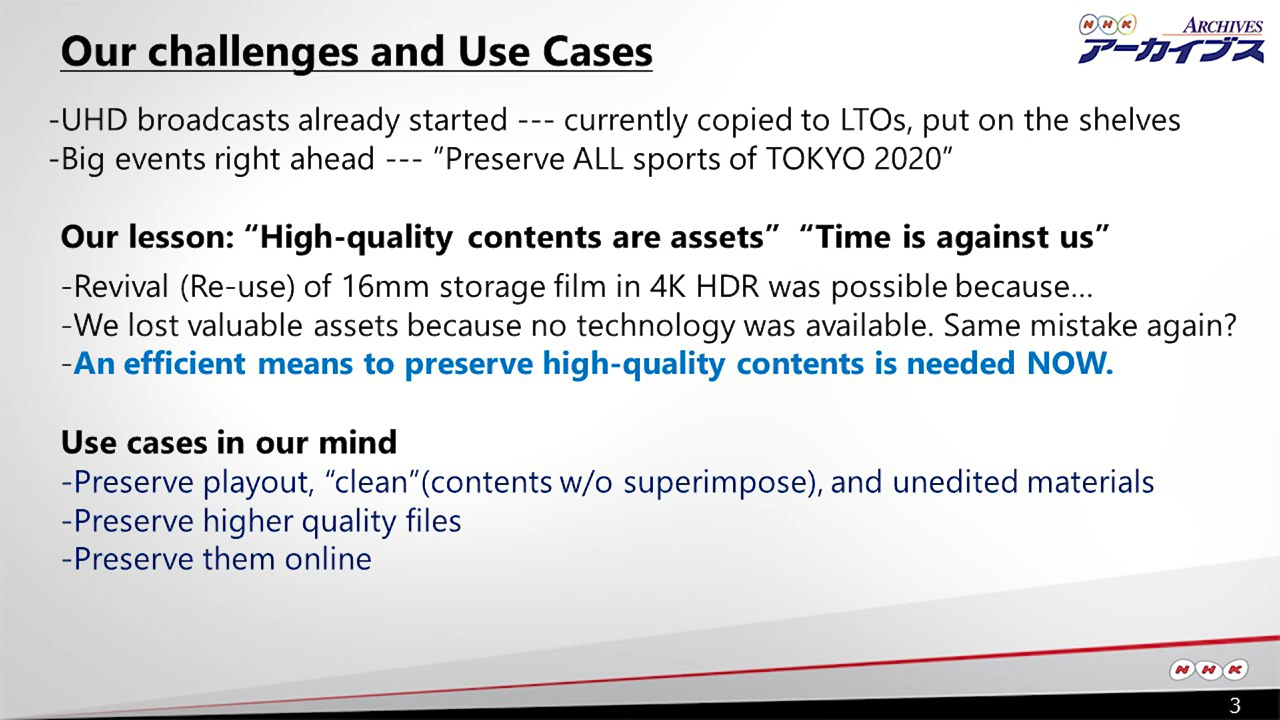 Our challenges and Use Cases
NHK ARCHIVES
アーカイブス
-UHD broadcasts already started --- currently copied to LTOs, put on the shelves
-Big events right ahead --- ”Preserve ALL sports of TOKYO 2020”
Our lesson: “High-quality contents are assets” “Time is against us”
-Revival (Re-use) of 16mm storage film in 4K HDR was possible because…
-We lost valuable assets because no technology was available. Same mistake again?
-An efficient means to preserve high-quality contents is needed NOW.
Use cases in our mind
-Preserve playout, “clean”(contents w/o superimpose), and unedited materials
-Preserve higher quality files
-Preserve them online
NHK
3